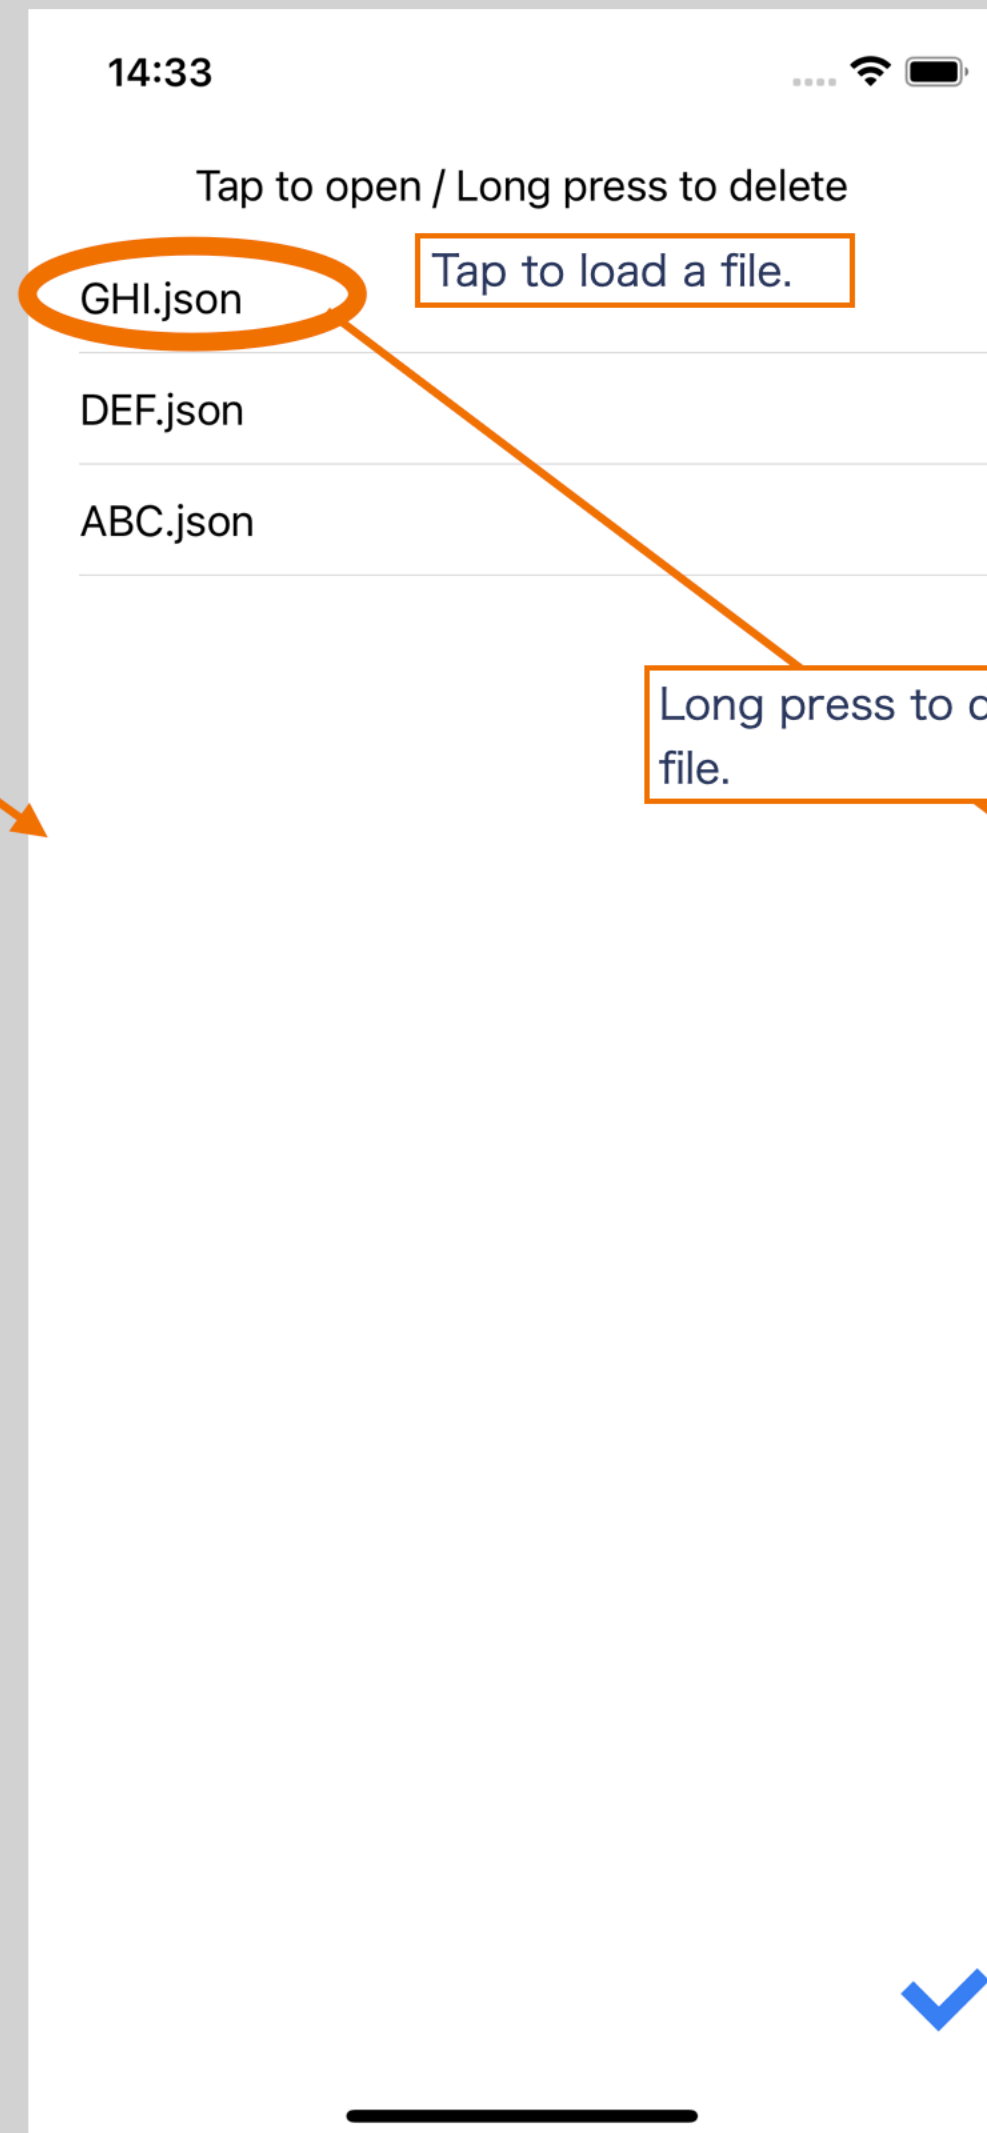 14:33
Tap to open / Long press to delete
Tap to load a file.
GHI.json
DEF.json
ABC.json
Long press to
file.